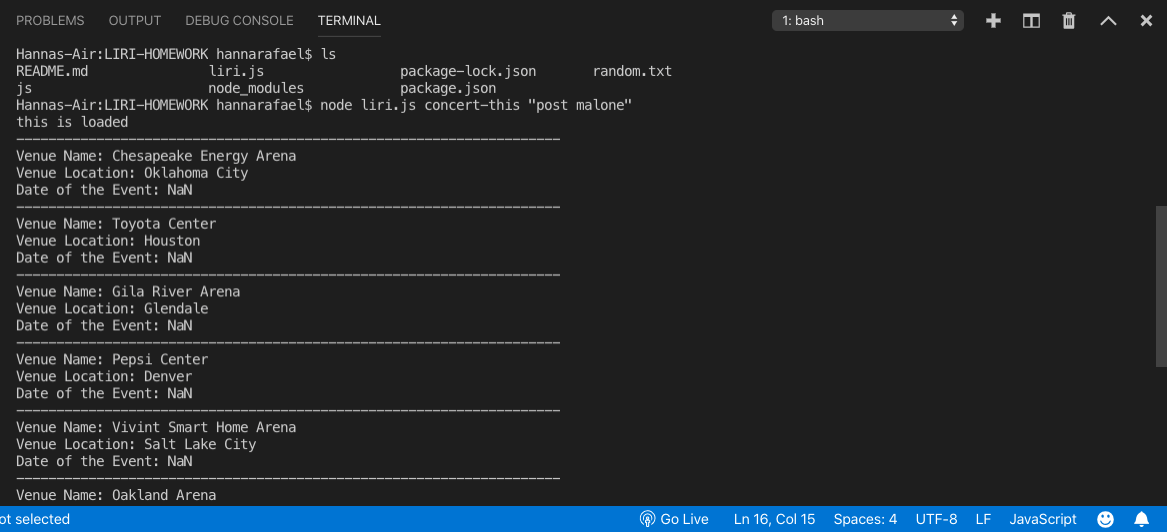 PROBLEMS OUTPUT DEBUG CONSOLE TERMINAL 1: bash
Hannas-Air:LIRI-HOMEWORK hannarafael$ ls
README.md liri.js package-lock.json random.txt
js node_modules package.json
Hannas-Air:LIRI-HOMEWORK hannarafael$ node liri.js concert-this "post malone"
this is loaded
--------------------------------------------------------------------
Venue Name: Chesapeake Energy Arena
Venue Location: Oklahoma City
Date of the Event: NaN
--------------------------------------------------------------------
Venue Name: Toyota Center
Venue Location: Houston
Date of the Event: NaN
--------------------------------------------------------------------
Venue Name: Gila River Arena
Venue Location: Glendale
Date of the Event: NaN
--------------------------------------------------------------------
Venue Name: Pepsi Center
Venue Location: Denver
Date of the Event: NaN
--------------------------------------------------------------------
Venue Name: Vivint Smart Home Arena
Venue Location: Salt Lake City
Date of the Event: NaN
--------------------------------------------------------------------
Venue Name: Oakland Arena
ot selected Go Live Ln 16, Col 15 Spaces: 4 UTF-8 LF JavaScript